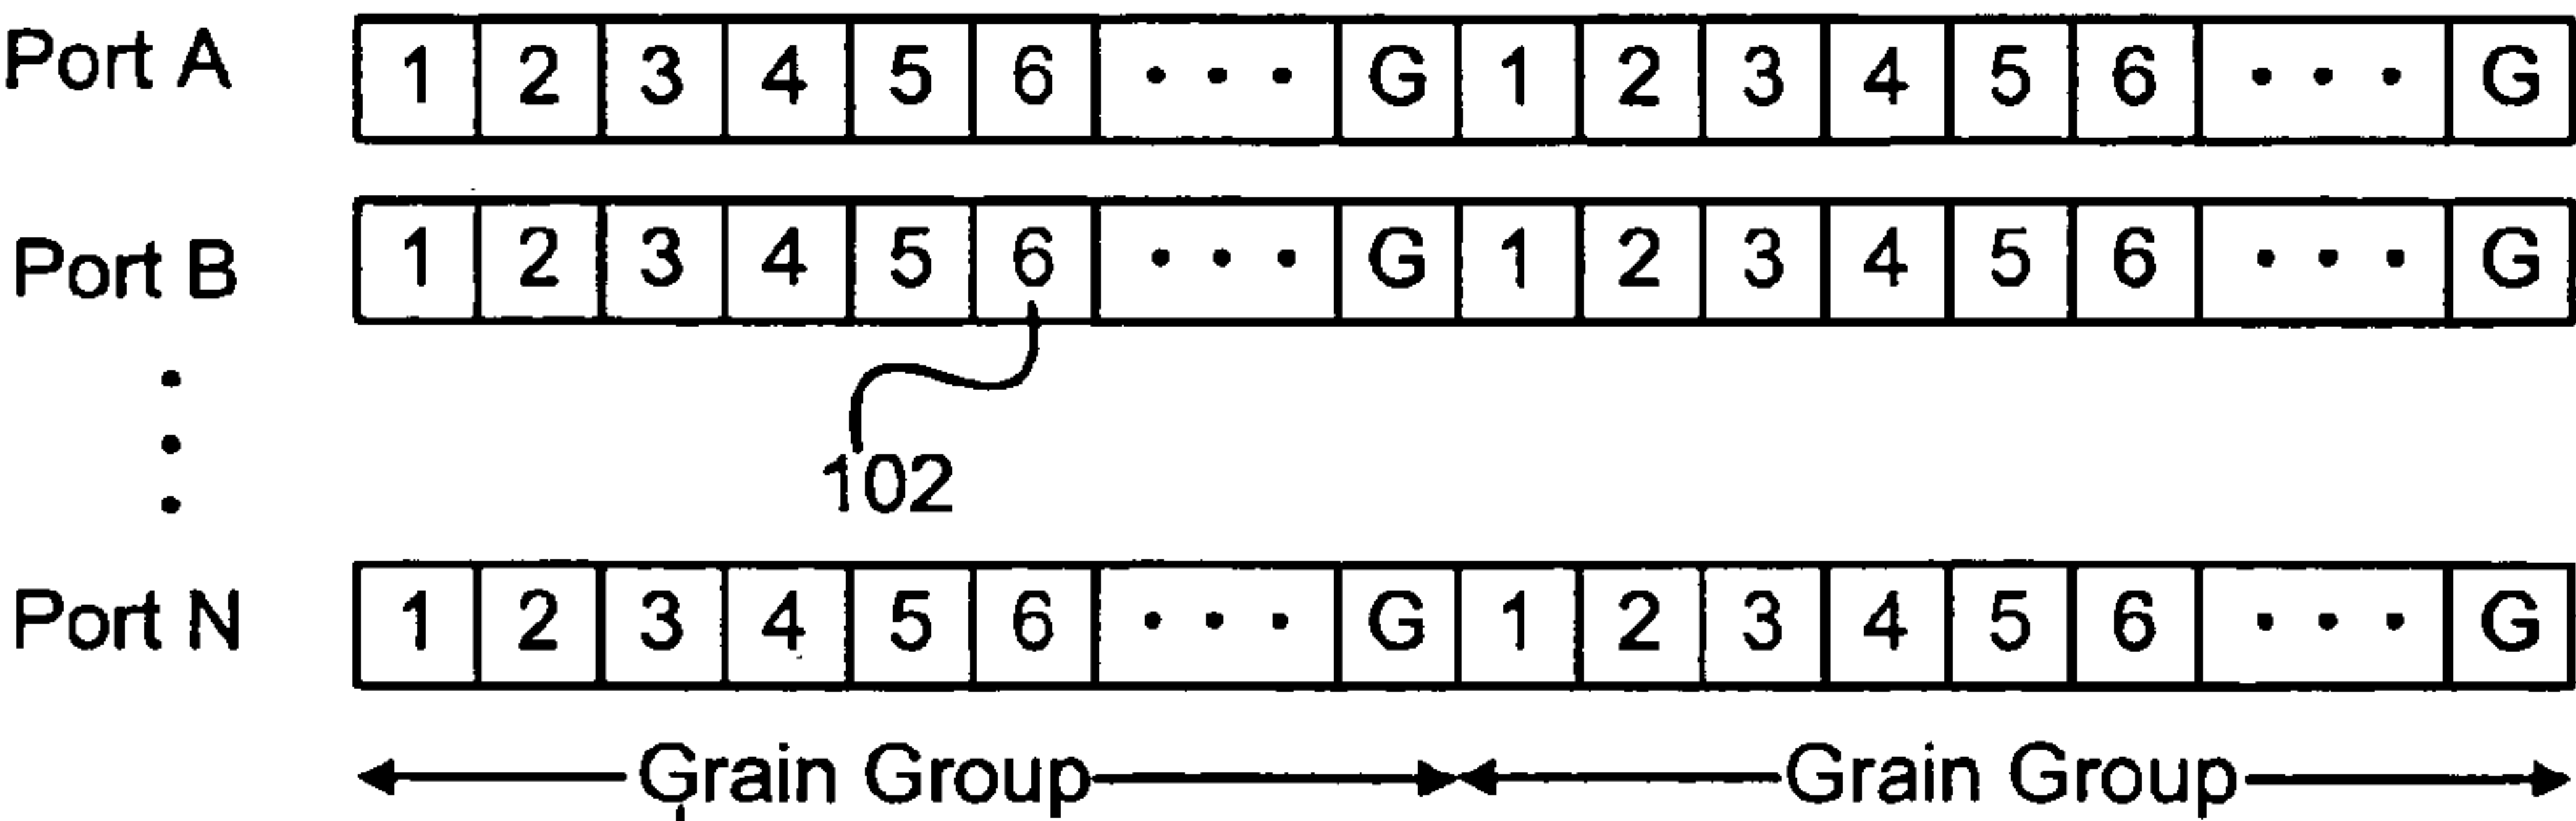 Port A 1 2 3 4 5 6 • • • G 1 2 3 4 5 6 • • • G
Port B 1 2 3 4 5 6 • • • G 1 2 3 4 5 6 • • • G
102
Port N 1 2 3 4 5 6 • • • G 1 2 3 4 5 6 • • • G
Grain Group Grain Group